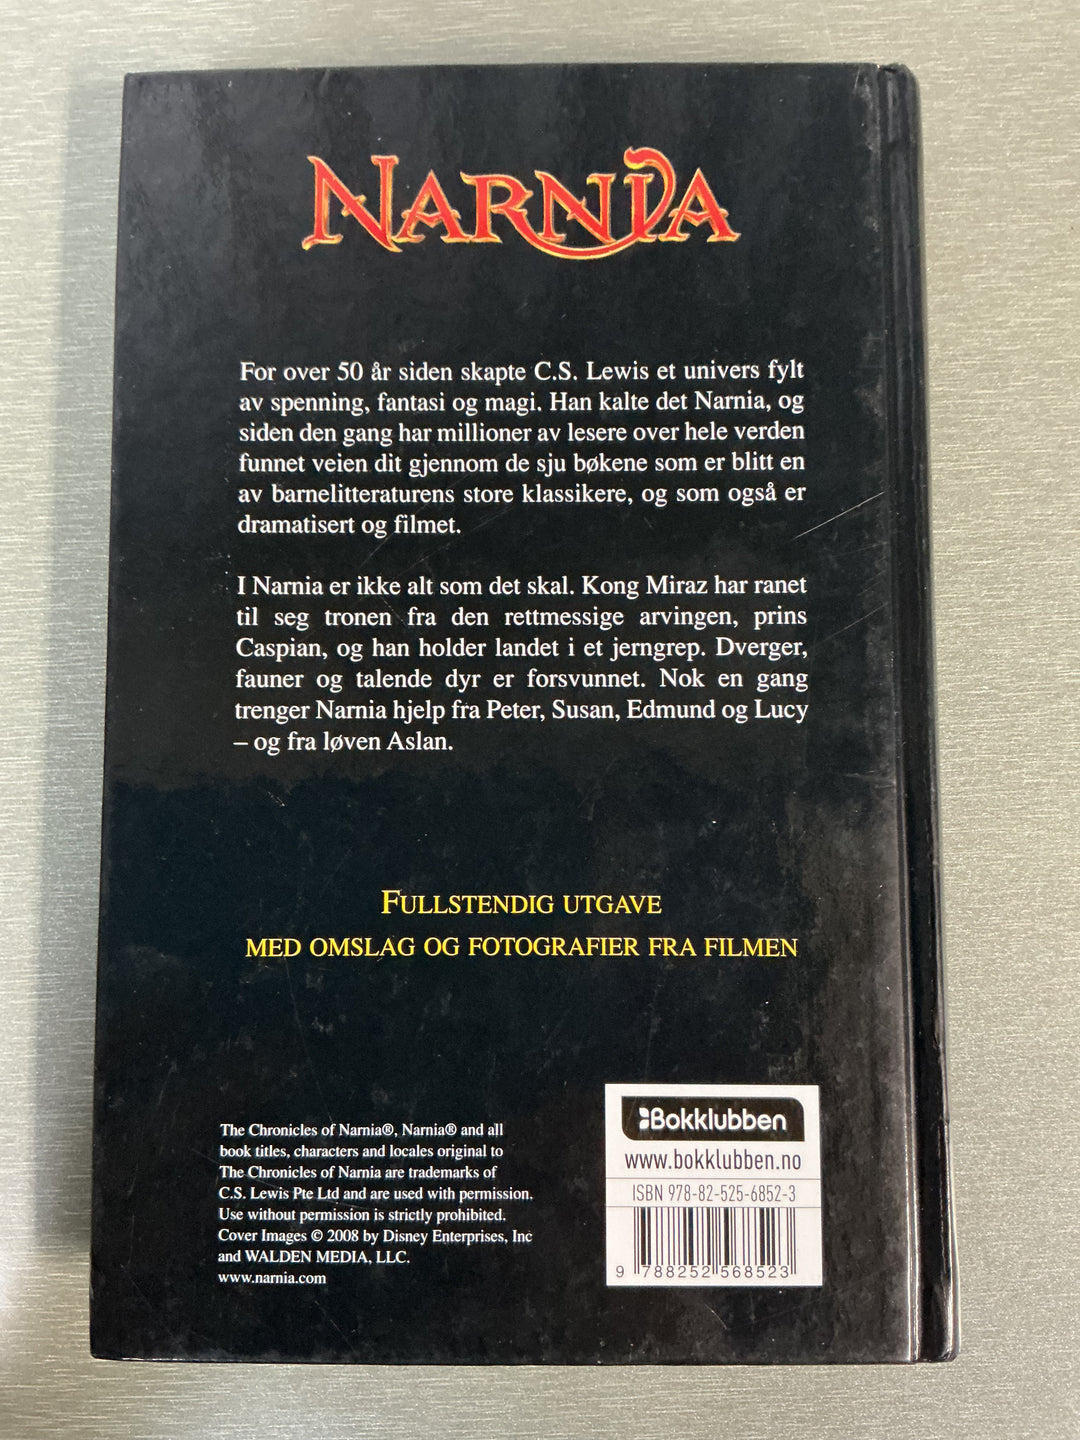 NARNIA
For over 50 år siden skapte C.S. Lewis et univers fylt
av spenning, fantasi og magi. Han kalte det Narnia, og
siden den gang har millioner av lesere over hele verden
funnet veien dit gjennom de sju bøkene som er blitt en
av barnelitteraturens store klassikere, og som også er
dramatisert og filmet.
I Narnia er ikke alt som det skal. Kong Miraz har ranet
til seg tronen fra den rettmessige arvingen, prins
Caspian, og han holder landet i et jerngrep. Dverger,
fauner og talende dyr er forsvunnet. Nok en gang
trenger Narnia hjelp fra Peter, Susan, Edmund og Lucy
– og fra løven Aslan.
FULLSTENDIG UTGAVE
MED OMSLAG OG FOTOGRAFIER FRA FILMEN
The Chronicles of Narnia®, Narnia® and all
book titles, characters and locales original to
The Chronicles of Narnia are trademarks of
C.S. Lewis Pte Ltd and are used with permission.
Use without permission is strictly prohibited.
Cover Images © 2008 by Disney Enterprises, Inc
and WALDEN MEDIA, LLC.
www.narnia.com
Bokklubben
www.bokklubben.no
ISBN 978-82-525-6852-3
9 788252 568523